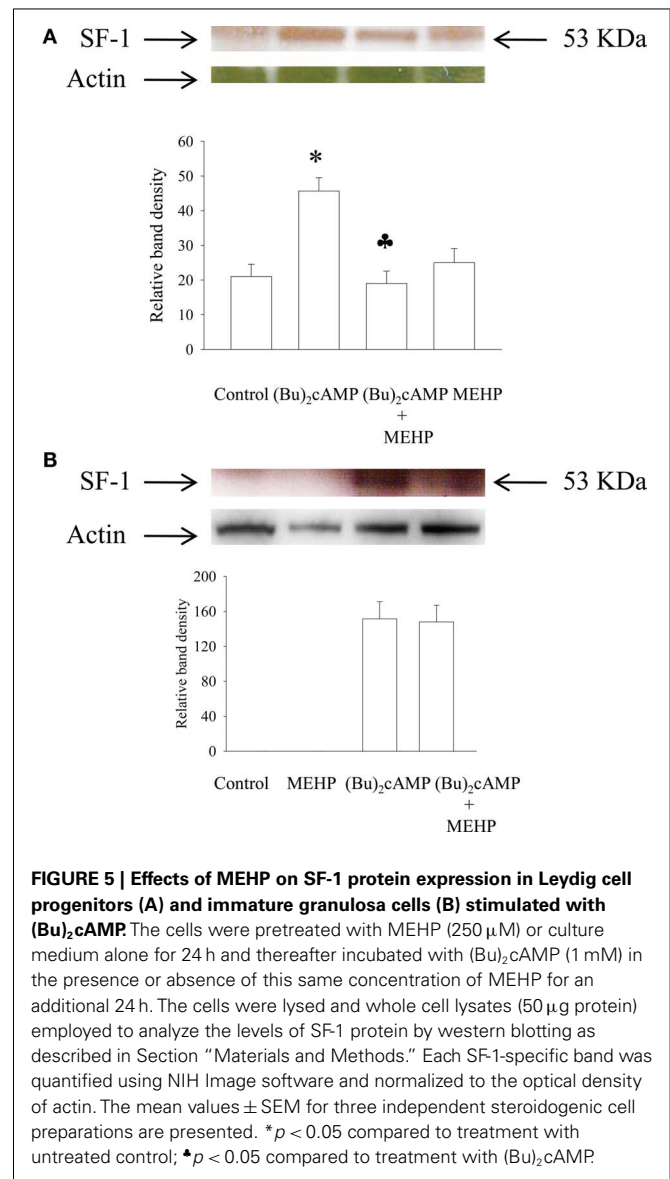 A
SF-1
53 KDa
Actin
60
50
40
30
20
10
0
Relative band density
*
♣
Control (Bu)₂cAMP (Bu)₂cAMP MEHP
+
MEHP
B
SF-1
53 KDa
Actin
200
160
120
80
40
0
Relative band density
Control MEHP (Bu)₂cAMP (Bu)₂cAMP
+
MEHP
FIGURE 5 | Effects of MEHP on SF-1 protein expression in Leydig cell
progenitors (A) and immature granulosa cells (B) stimulated with
(Bu)₂cAMP. The cells were pretreated with MEHP (250 μM) or culture
medium alone for 24 h and thereafter incubated with (Bu)₂cAMP (1 mM) in
the presence or absence of this same concentration of MEHP for an
additional 24 h. The cells were lysed and whole cell lysates (50 μg protein)
employed to analyze the levels of SF-1 protein by western blotting as
described in Section “Materials and Methods.” Each SF-1-specific band was
quantified using NIH Image software and normalized to the optical density
of actin. The mean values ± SEM for three independent steroidogenic cell
preparations are presented. *p < 0.05 compared to treatment with
untreated control; ♣p < 0.05 compared to treatment with (Bu)₂cAMP.